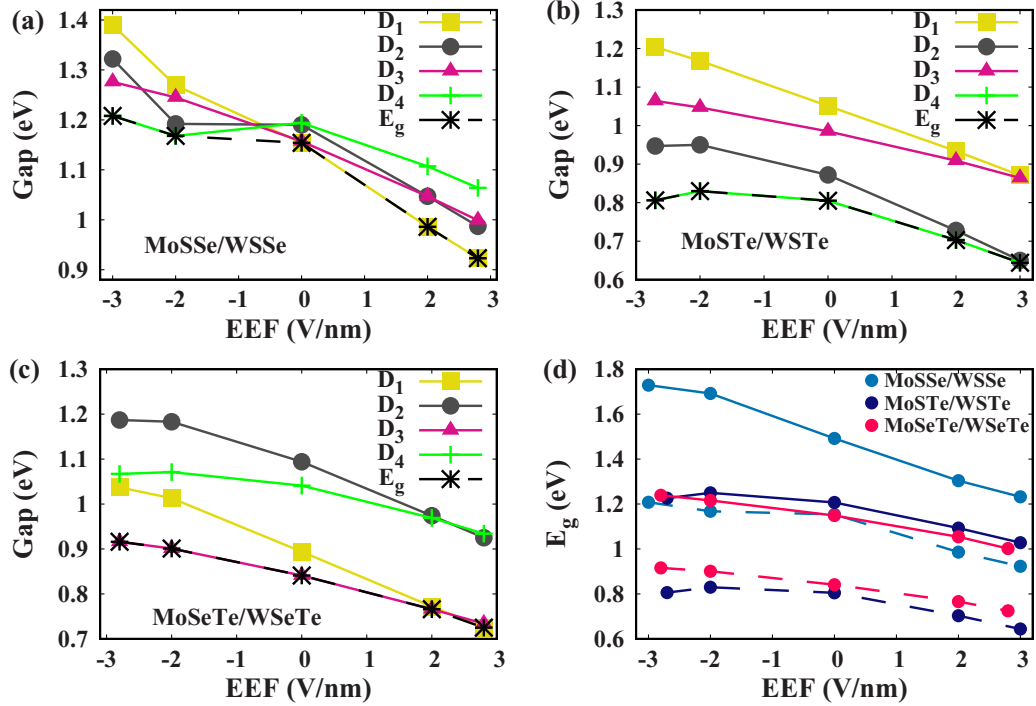 (a)
Gap (eV)
1.4
1.3
1.2
1.1
1
0.9
D1
D2
D3
D4
Eg
MoSSe/WSSe
-3 -2 -1 0 1 2 3
EEF (V/nm)
(b)
Gap (eV)
1.3
1.2
1.1
1
0.9
0.8
0.7
0.6
D1
D2
D3
D4
Eg
MoSTe/WSTe
-3 -2 -1 0 1 2 3
EEF (V/nm)
(c)
Gap (eV)
1.3
1.2
1.1
1
0.9
0.8
0.7
D1
D2
D3
D4
Eg
MoSeTe/WSeTe
-3 -2 -1 0 1 2 3
EEF (V/nm)
(d)
Eg (eV)
1.8
1.6
1.4
1.2
1
0.8
0.6
MoSSe/WSSe
MoSTe/WSTe
MoSeTe/WSeTe
-3 -2 -1 0 1 2 3
EEF (V/nm)